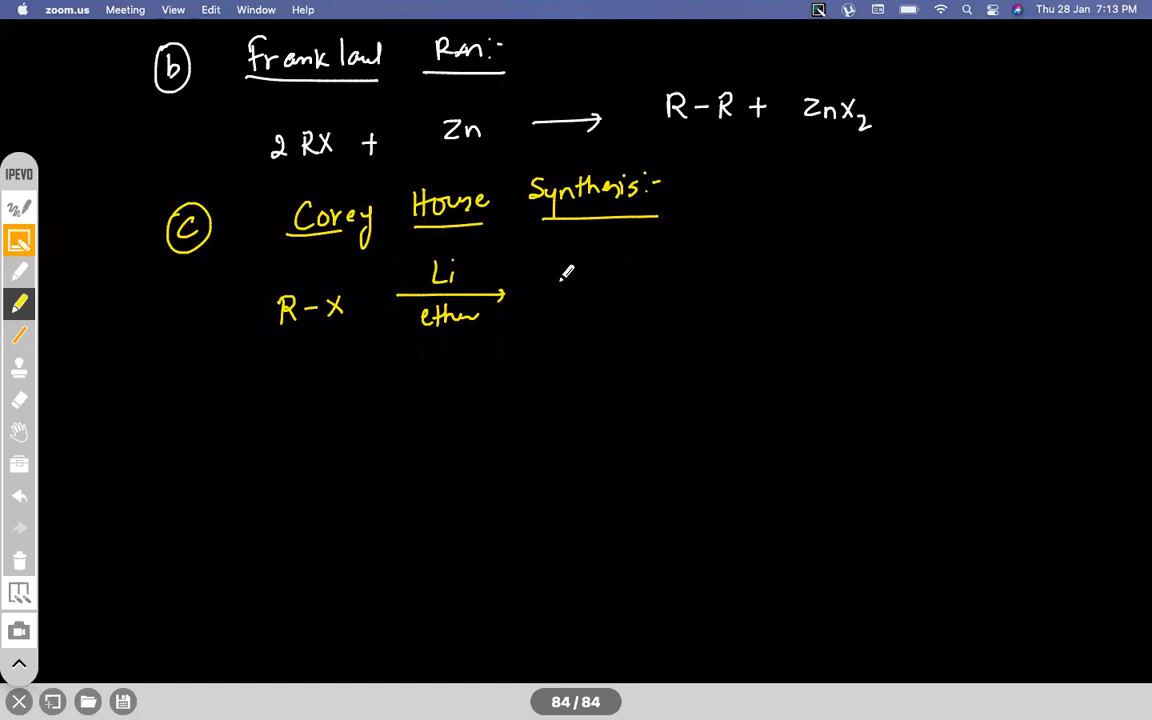 zoom.us Meeting View Edit Window Help Thu 28 Jan 7:13 PM
b Frankland Rxn:-
2 RX + Zn ⟶ R-R + ZnX₂
IPEVO
C Corey House Synthesis:-
Li
R-X ⟶
ether
84 / 84